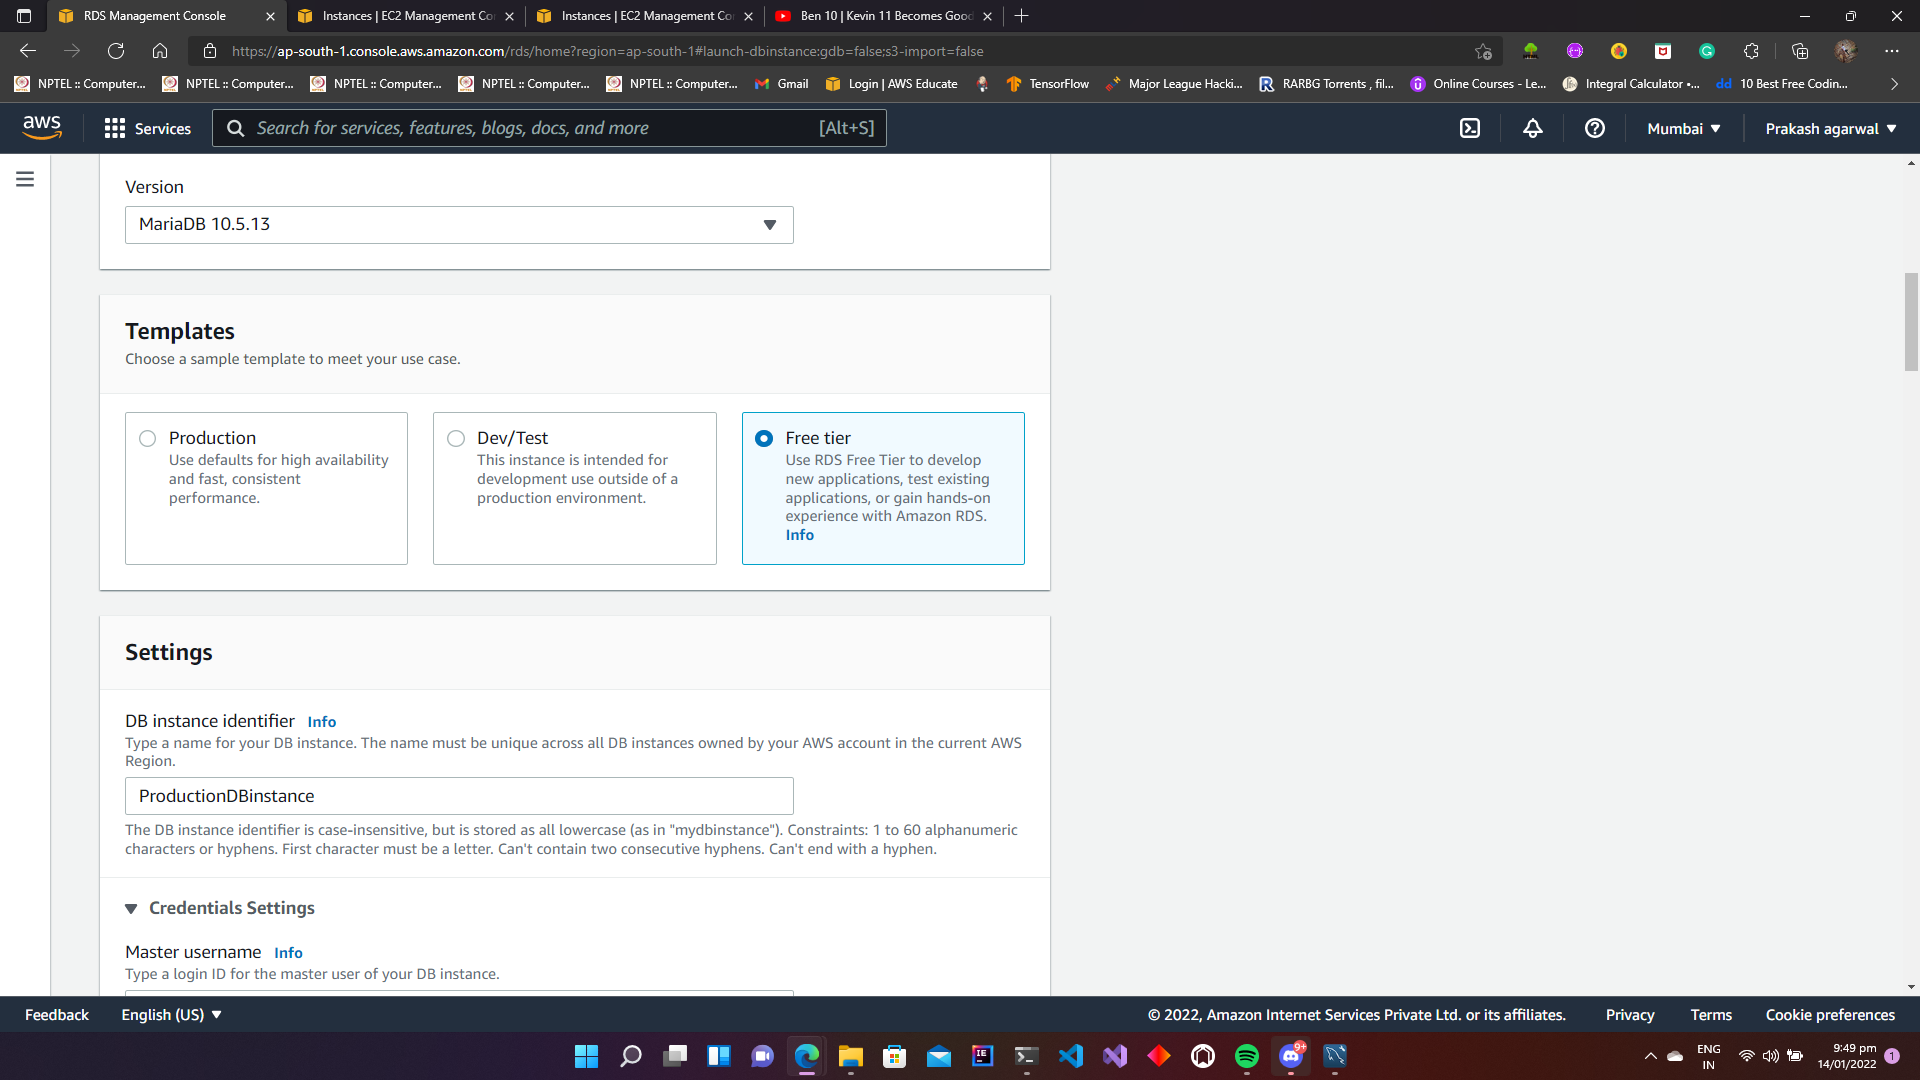 RDS Management Console
Instances | EC2 Management Co
Instances | EC2 Management Co
Ben 10 | Kevin 11 Becomes Good
https://ap-south-1.console.aws.amazon.com/rds/home?region=ap-south-1#launch-dbinstance:gdb=false;s3-import=false
NPTEL :: Computer...
NPTEL :: Computer...
NPTEL :: Computer...
NPTEL :: Computer...
NPTEL :: Computer...
Gmail
Login | AWS Educate
TensorFlow
Major League Hacki...
RARBG Torrents , fil...
Online Courses - Le...
Integral Calculator •...
dd 10 Best Free Codin...
aws
Services
Search for services, features, blogs, docs, and more
[Alt+S]
Mumbai
Prakash agarwal
Version
MariaDB 10.5.13
Templates
Choose a sample template to meet your use case.
Production
Use defaults for high availability
and fast, consistent
performance.
Dev/Test
This instance is intended for
development use outside of a
production environment.
Free tier
Use RDS Free Tier to develop
new applications, test existing
applications, or gain hands-on
experience with Amazon RDS.
Info
Settings
DB instance identifier Info
Type a name for your DB instance. The name must be unique across all DB instances owned by your AWS account in the current AWS
Region.
ProductionDBinstance
The DB instance identifier is case-insensitive, but is stored as all lowercase (as in "mydbinstance"). Constraints: 1 to 60 alphanumeric
characters or hyphens. First character must be a letter. Can't contain two consecutive hyphens. Can't end with a hyphen.
Credentials Settings
Master username Info
Type a login ID for the master user of your DB instance.
Feedback
English (US)
© 2022, Amazon Internet Services Private Ltd. or its affiliates.
Privacy
Terms
Cookie preferences
IE
9+
ENG
IN
9:49 pm
14/01/2022
1